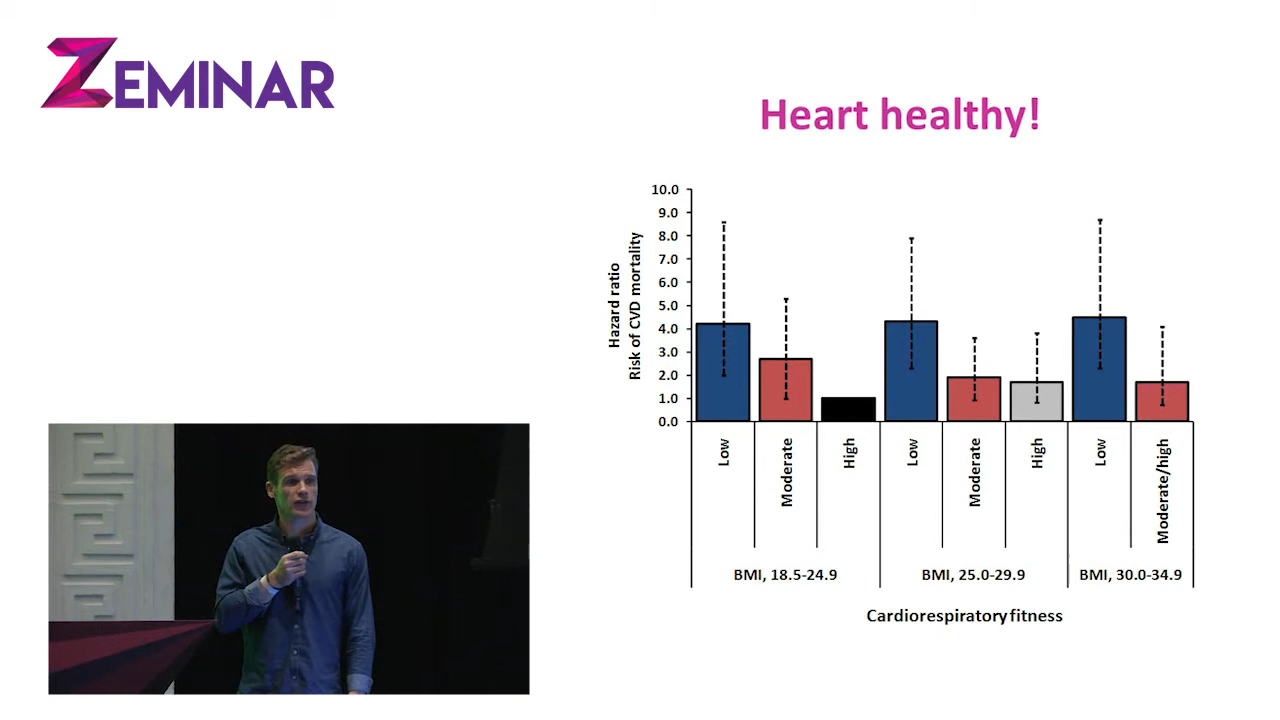 ZEMINAR
Heart healthy!
Hazard ratio
Risk of CVD mortality
10.0
9.0
8.0
7.0
6.0
5.0
4.0
3.0
2.0
1.0
0.0
Low
Moderate
High
Low
Moderate
High
Low
Moderate/high
BMI, 18.5-24.9
BMI, 25.0-29.9
BMI, 30.0-34.9
Cardiorespiratory fitness